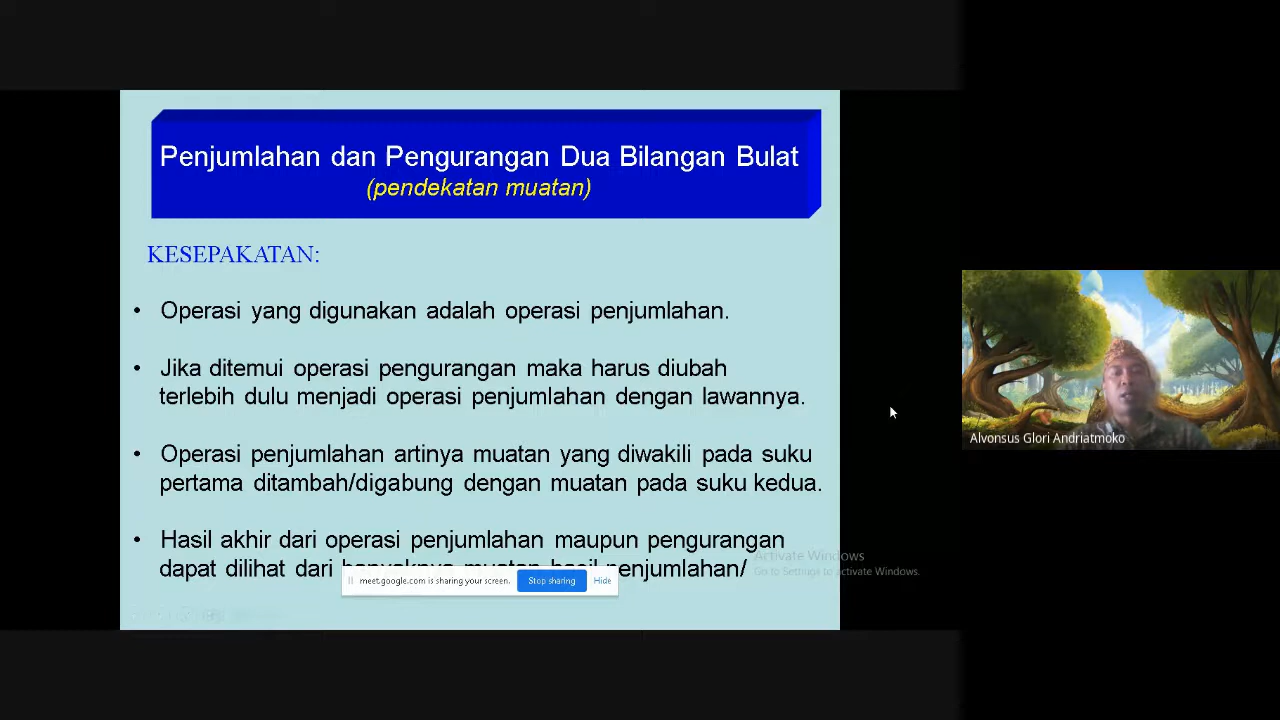 Penjumlahan dan Pengurangan Dua Bilangan Bulat
(pendekatan muatan)
KESEPAKATAN:
• Operasi yang digunakan adalah operasi penjumlahan.
• Jika ditemui operasi pengurangan maka harus diubah
terlebih dulu menjadi operasi penjumlahan dengan lawannya.
• Operasi penjumlahan artinya muatan yang diwakili pada suku
pertama ditambah/digabung dengan muatan pada suku kedua.
• Hasil akhir dari operasi penjumlahan maupun pengurangan
dapat dilihat dari banyaknya muatan hasil penjumlahan/
meet.google.com is sharing your screen.
Stop sharing
Hide
Activate Windows
Go to Settings to activate Windows.
Alvonsus Glori Andriatmoko